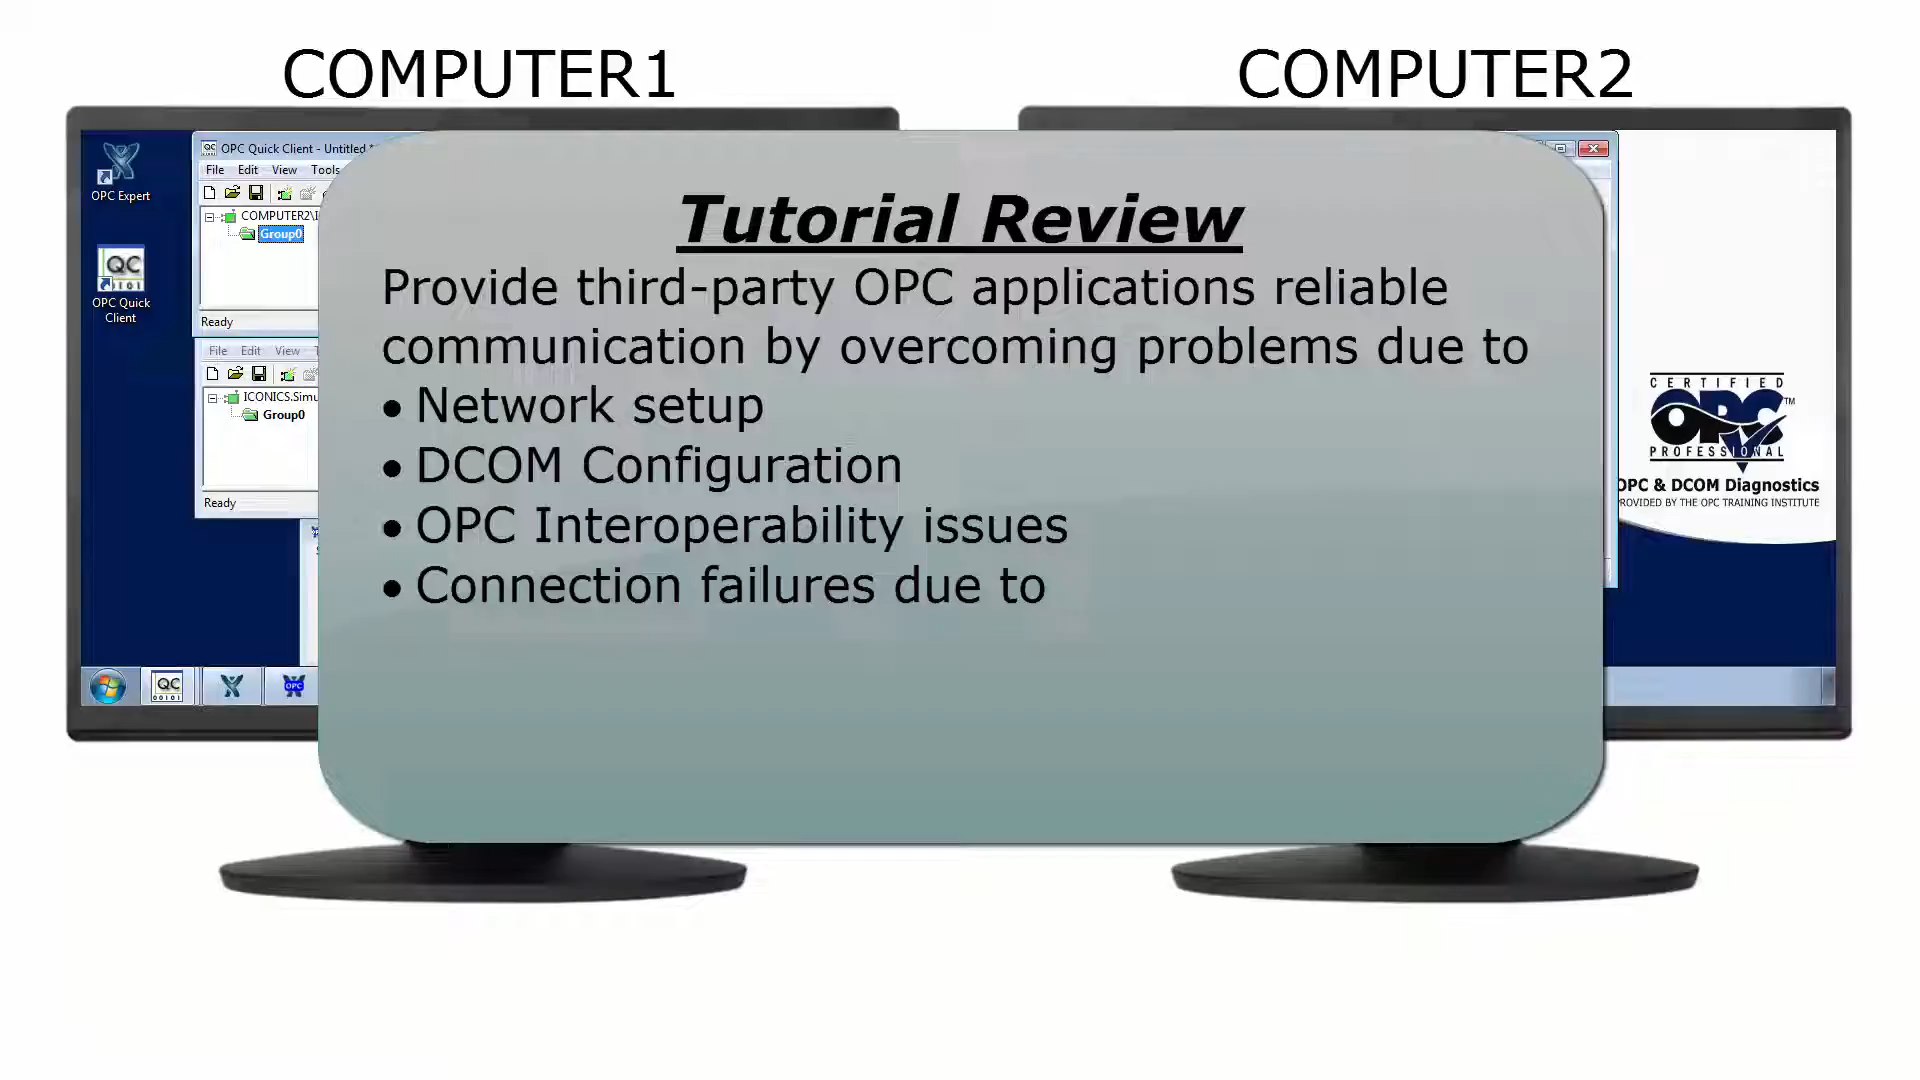 COMPUTER1
COMPUTER2
OPC Expert
OPC Quick
Client
OPC Quick Client - Untitled *
File Edit View Tools
COMPUTER2\I
Group0
Ready
File Edit View
ICONICS.Simu
Group0
Ready
Tutorial Review
Provide third-party OPC applications reliable
communication by overcoming problems due to
• Network setup
• DCOM Configuration
• OPC Interoperability issues
• Connection failures due to
CERTIFIED
OPC™
PROFESSIONAL
OPC & DCOM Diagnostics
PROVIDED BY THE OPC TRAINING INSTITUTE
QC
OPC